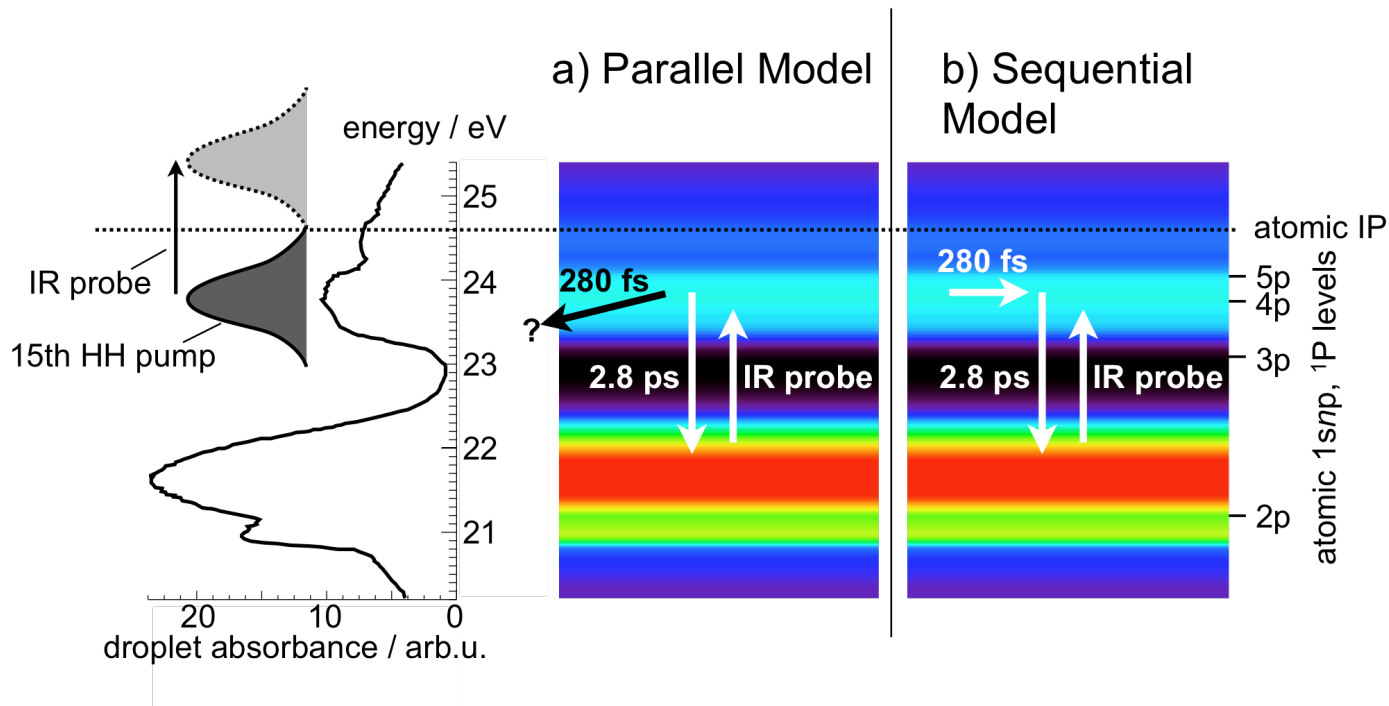 a) Parallel Model
b) Sequential
Model
energy / eV
25
24
23
22
21
IR probe
15th HH pump
20
10
0
droplet absorbance / arb.u.
280 fs
?
2.8 ps
IR probe
280 fs
2.8 ps
IR probe
atomic IP
5p
4p
3p
2p
atomic 1snp, ¹P levels